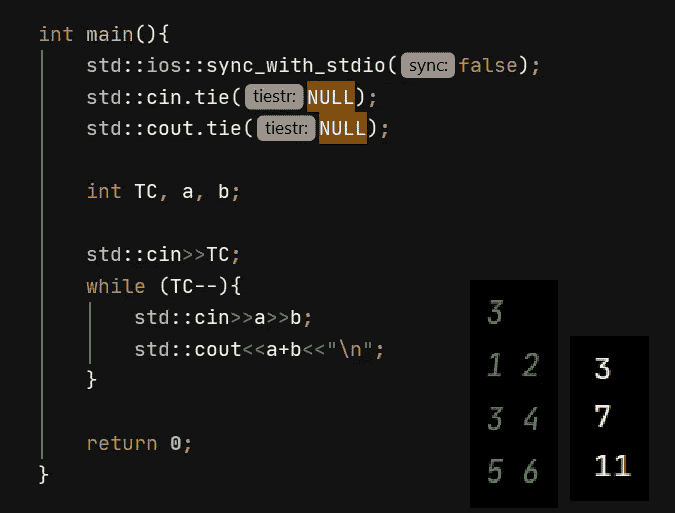 int main(){
std::ios::sync_with_stdio( sync: false);
std::cin.tie( tiestr: NULL);
std::cout.tie( tiestr: NULL);
int TC, a, b;
std::cin>>TC;
while (TC--){
std::cin>>a>>b;
std::cout<<a+b<<"\n";
}
return 0;
}
3
1 2
3 4
5 6
3
7
11